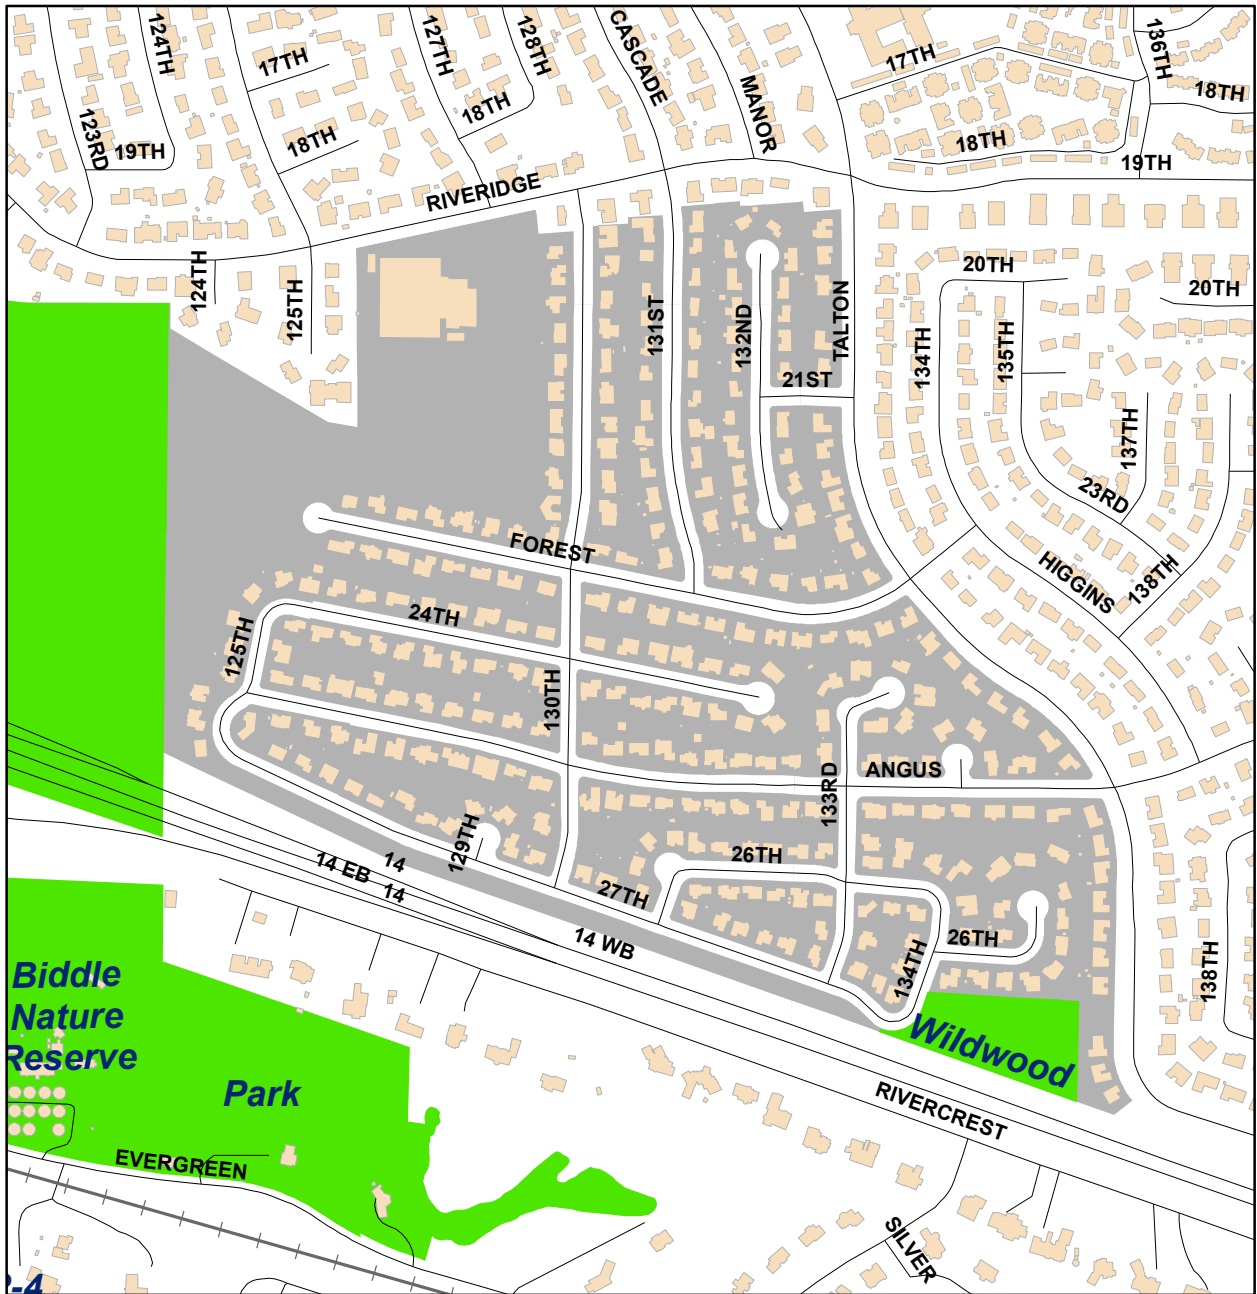 124TH
127TH
128TH
CASCADE
136TH
17TH
17TH
MANOR
18TH
18TH
123RD
19TH
18TH
18TH
19TH
RIVERIDGE
124TH
125TH
20TH
20TH
131ST
132ND
TALTON
134TH
135TH
21ST
137TH
23RD
FOREST
HIGGINS
138TH
24TH
125TH
130TH
133RD
ANGUS
129TH
26TH
14
14 EB
14
27TH
14 WB
134TH
26TH
138TH
Biddle
Nature
Reserve
Park
Wildwood
RIVERCREST
EVERGREEN
SILVER
-4